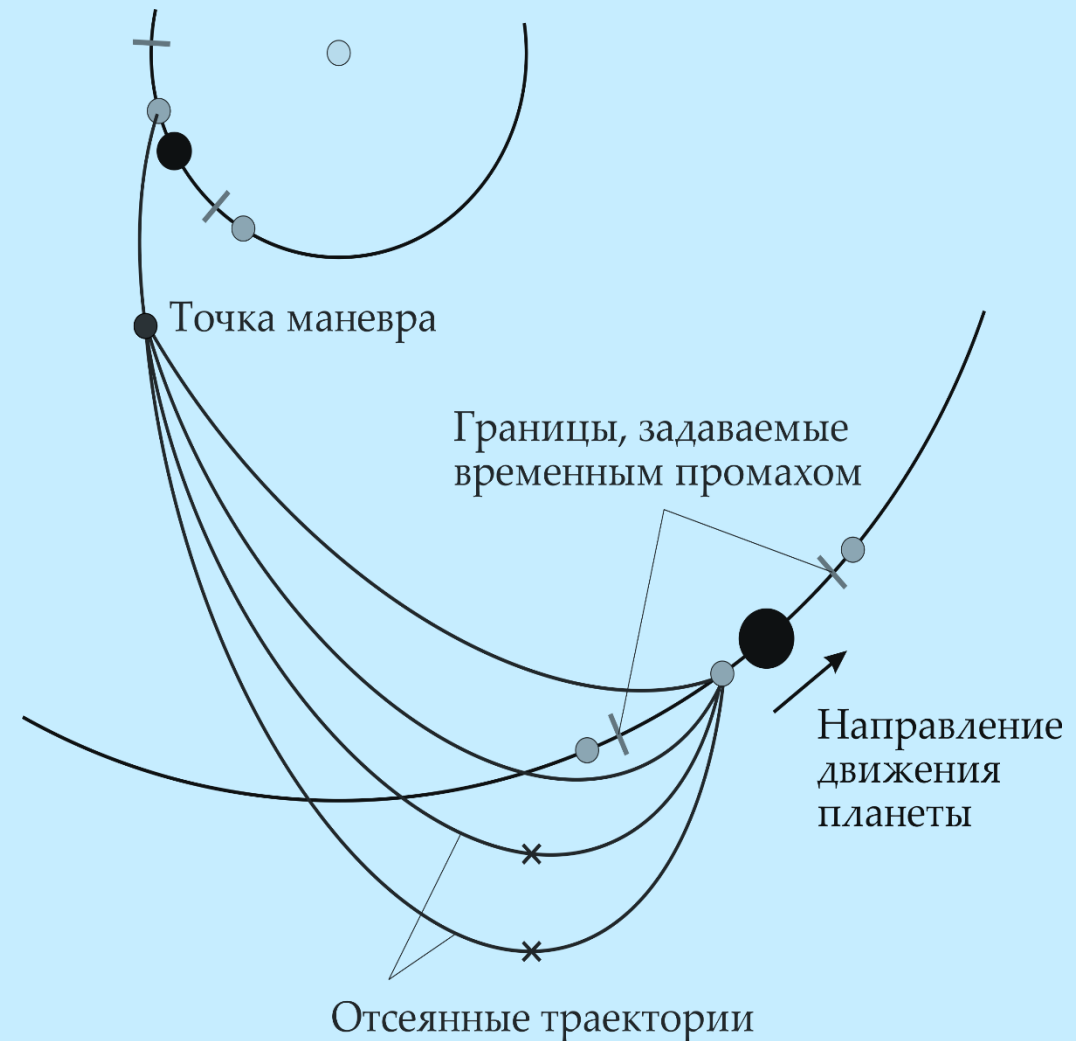 Точка маневра
Границы, задаваемые
временным промахом
Направление
движения
планеты
Отсеянные траектории